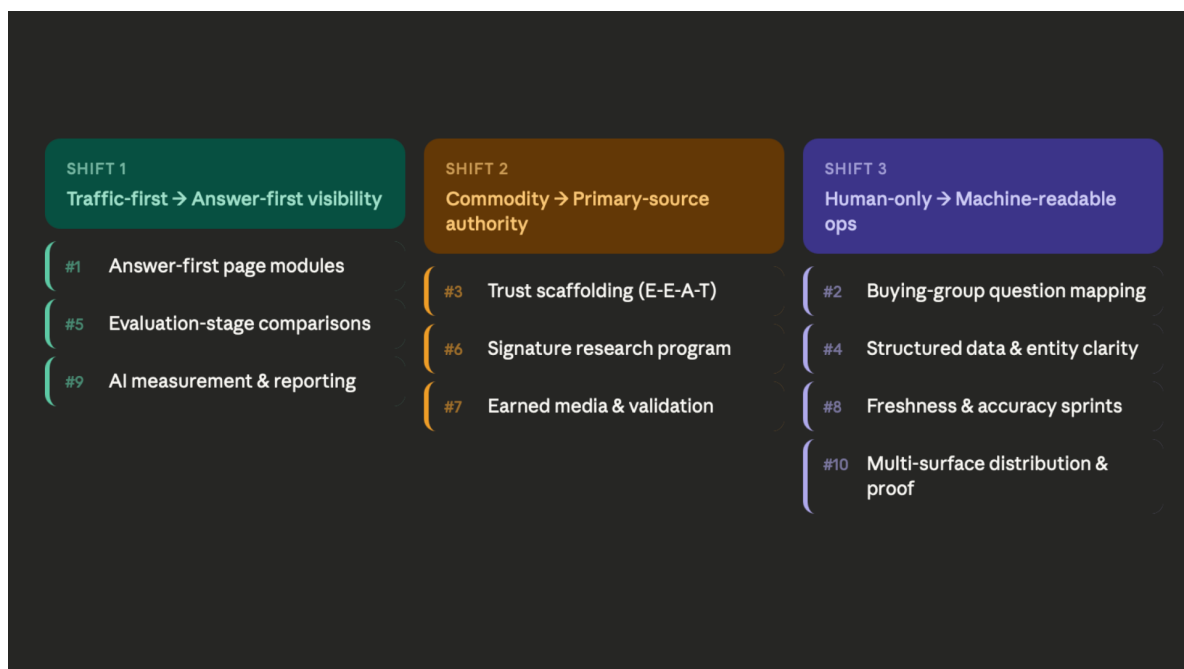 SHIFT 1
Traffic-first → Answer-first visibility
#1 Answer-first page modules
#5 Evaluation-stage comparisons
#9 AI measurement & reporting
SHIFT 2
Commodity → Primary-source
authority
#3 Trust scaffolding (E-E-A-T)
#6 Signature research program
#7 Earned media & validation
SHIFT 3
Human-only → Machine-readable
ops
#2 Buying-group question mapping
#4 Structured data & entity clarity
#8 Freshness & accuracy sprints
#10 Multi-surface distribution &
proof